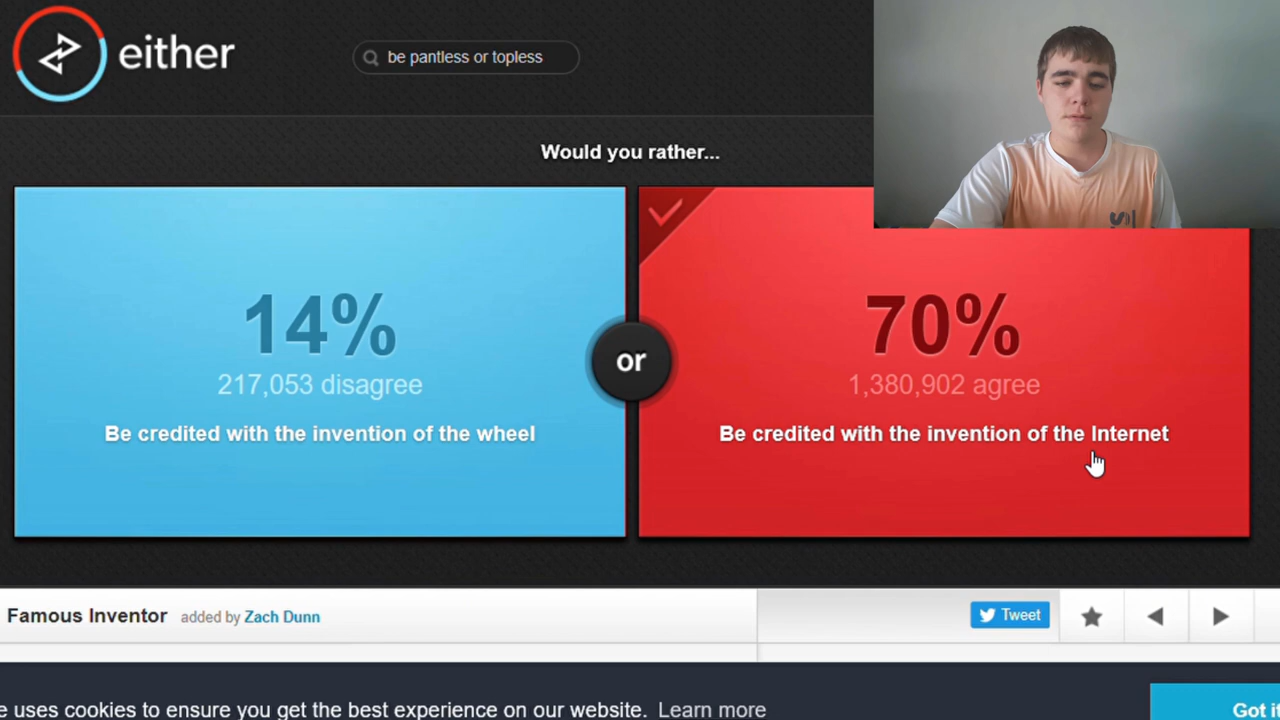 either
be pantless or topless
Would you rather...
14%
217,053 disagree
Be credited with the invention of the wheel
or
70%
1,380,902 agree
Be credited with the invention of the Internet
Famous Inventor added by Zach Dunn
Tweet
e uses cookies to ensure you get the best experience on our website. Learn more
Got it